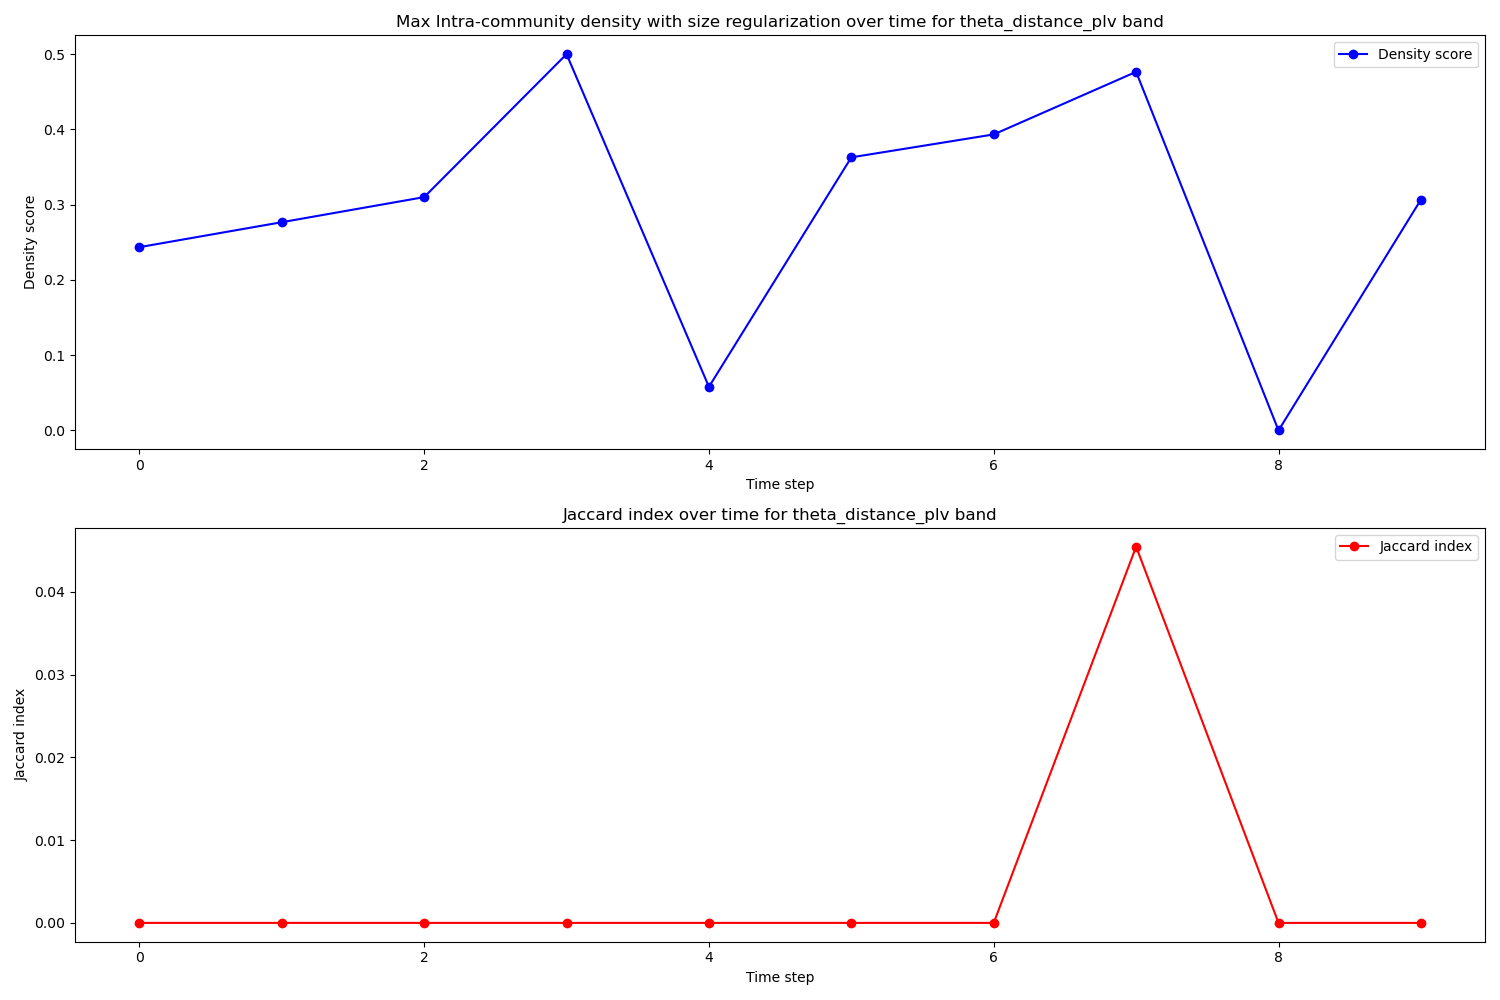 Max Intra-community density with size regularization over time for theta_distance_plv band
Density score
0.5
0.4
0.3
0.2
0.1
0.0
Density score
0 2 4 6 8
Time step
Jaccard index over time for theta_distance_plv band
Jaccard index
0.04
0.03
0.02
0.01
0.00
Jaccard index
0 2 4 6 8
Time step